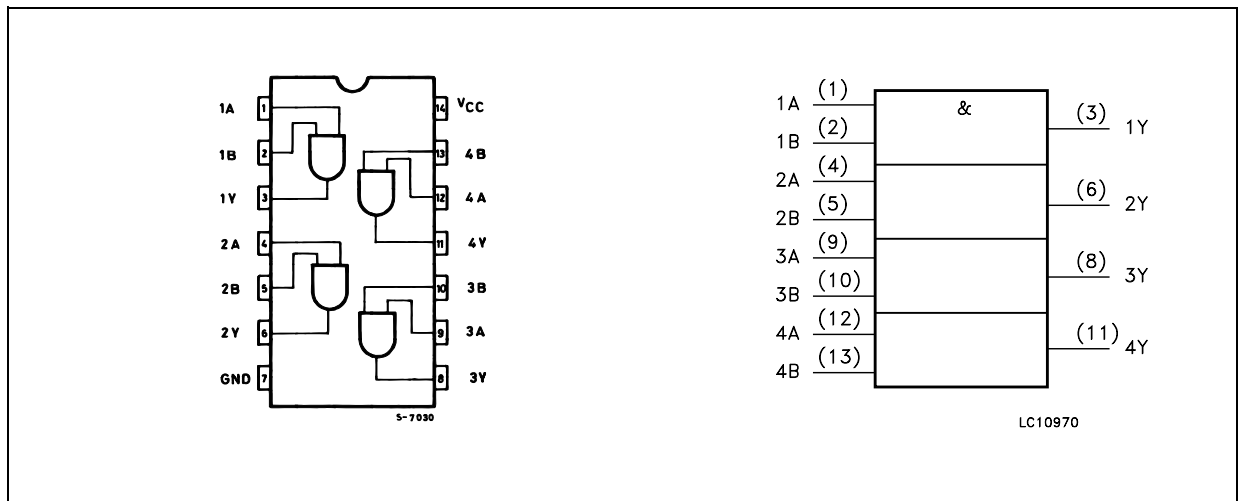 1A 1 14 VCC
1B 2 13 4B
1Y 3 12 4A
2A 4 11 4Y
2B 5 10 3B
2Y 6 9 3A
GND 7 8 3Y
S-7030
1A (1) & (3) 1Y
1B (2)
2A (4) (6) 2Y
2B (5)
3A (9) (8) 3Y
3B (10)
4A (12) (11) 4Y
4B (13)
LC10970